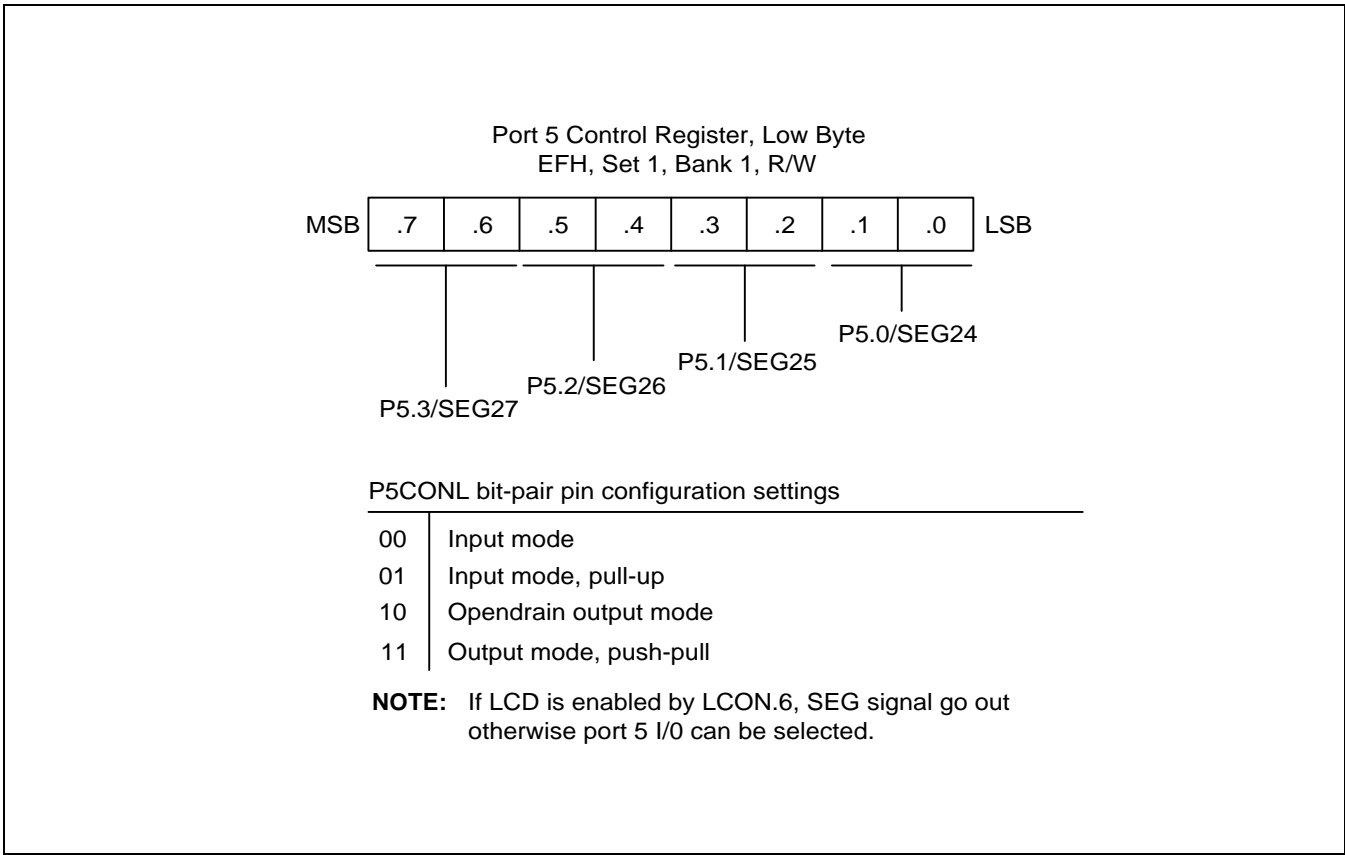 Port 5 Control Register, Low Byte
EFH, Set 1, Bank 1, R/W
MSB .7 .6 .5 .4 .3 .2 .1 .0 LSB
P5.0/SEG24
P5.1/SEG25
P5.2/SEG26
P5.3/SEG27
P5CONL bit-pair pin configuration settings
00 Input mode
01 Input mode, pull-up
10 Opendrain output mode
11 Output mode, push-pull
NOTE: If LCD is enabled by LCON.6, SEG signal go out
otherwise port 5 I/0 can be selected.